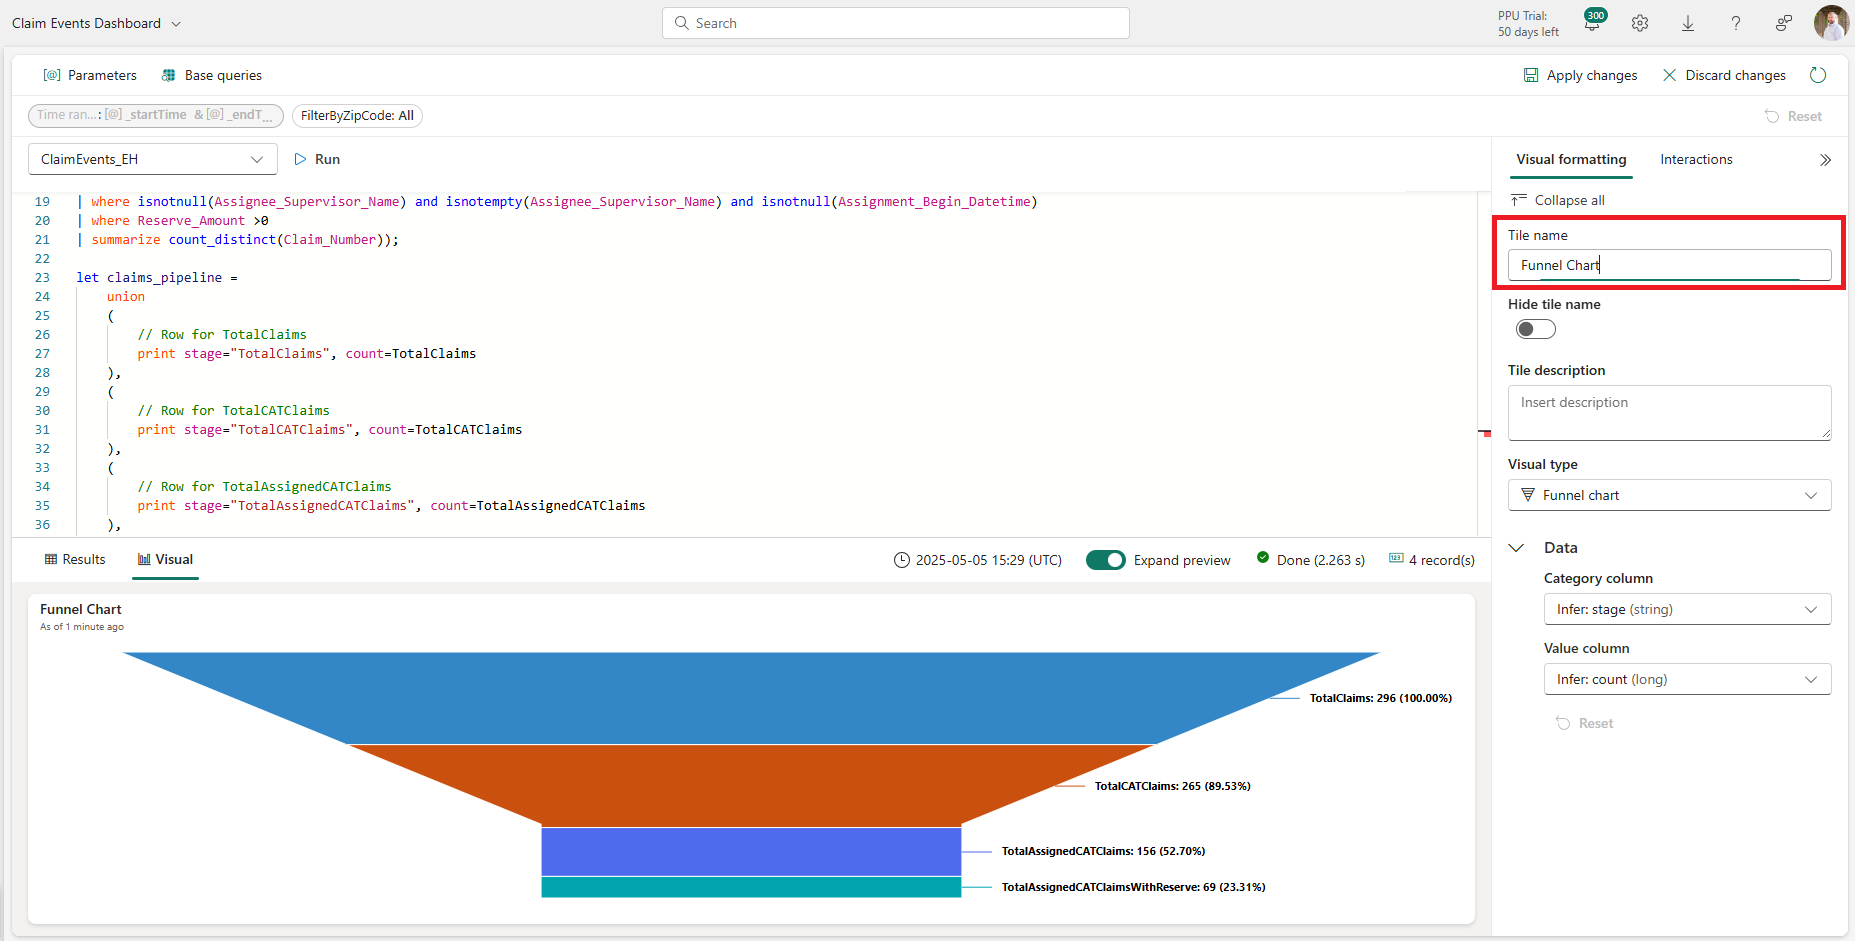 Claim Events Dashboard
Search
PPU Trial:
50 days left
300
Parameters
Base queries
Apply changes
Discard changes
Time ran...: [@] _startTime & [@] _endT...
FilterByZipCode: All
Reset
ClaimEvents_EH
Run
19 | where isnotnull(Assignee_Supervisor_Name) and isnotempty(Assignee_Supervisor_Name) and isnotnull(Assignment_Begin_Datetime)
20 | where Reserve_Amount >0
21 | summarize count_distinct(Claim_Number));
22
23 let claims_pipeline =
24 union
25 (
26 // Row for TotalClaims
27 print stage="TotalClaims", count=TotalClaims
28 ),
29 (
30 // Row for TotalCATClaims
31 print stage="TotalCATClaims", count=TotalCATClaims
32 ),
33 (
34 // Row for TotalAssignedCATClaims
35 print stage="TotalAssignedCATClaims", count=TotalAssignedCATClaims
36 ),
Results
Visual
2025-05-05 15:29 (UTC)
Expand preview
Done (2.263 s)
4 record(s)
Funnel Chart
As of 1 minute ago
TotalClaims: 296 (100.00%)
TotalCATClaims: 265 (89.53%)
TotalAssignedCATClaims: 156 (52.70%)
TotalAssignedCATClaimsWithReserve: 69 (23.31%)
Visual formatting
Interactions
Collapse all
Tile name
Funnel Chart
Hide tile name
Tile description
Insert description
Visual type
Funnel chart
Data
Category column
Infer: stage (string)
Value column
Infer: count (long)
Reset